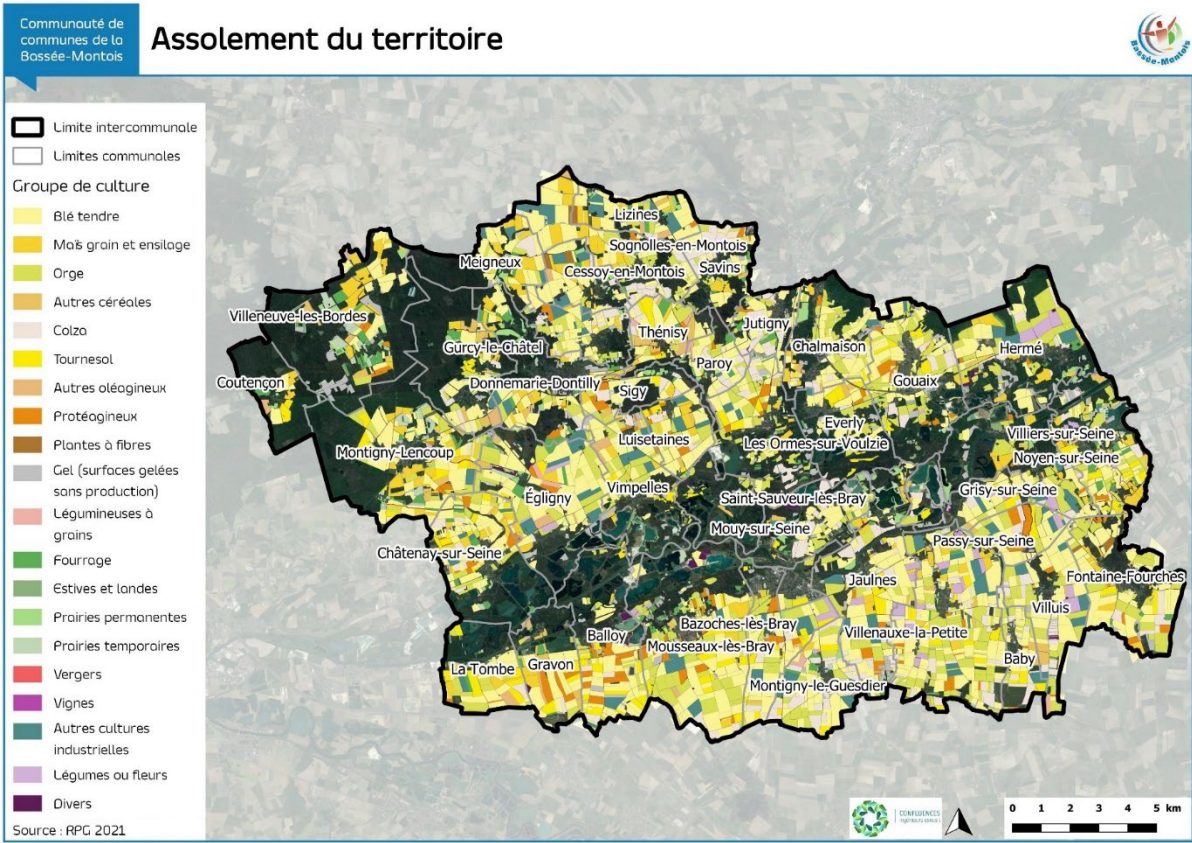 Communauté de
communes de la
Bassée-Montois
Assolement du territoire
Bassée-Montois
Limite intercommunale
Limites communales
Groupe de culture
Blé tendre
Maïs grain et ensilage
Orge
Autres céréales
Colza
Tournesol
Autres oléagineux
Protéagineux
Plantes à fibres
Gel (surfaces gelées
sans production)
Légumineuses à
grains
Fourrage
Estives et landes
Prairies permanentes
Prairies temporaires
Vergers
Vignes
Autres cultures
industrielles
Légumes ou fleurs
Divers
Source : RPG 2021
Lizines
Sognolles-en-Montois
Meigneux
Cessoy-en-Montois
Savins
Villeneuve-les-Bordes
Thénisy
Jutigny
Gurcy-le-Châtel
Chalmaison
Hermé
Paroy
Coutençon
Donnemarie-Dontilly
Sigy
Gouaix
Everly
Luisetaines
Les Ormes-sur-Voulzie
Villiers-sur-Seine
Montigny-Lencoup
Noyen-sur-Seine
Vimpelles
Égligny
Saint-Sauveur-lès-Bray
Grisy-sur-Seine
Mouy-sur-Seine
Passy-sur-Seine
Châtenay-sur-Seine
Jaulnes
Fontaine-Fourches
Villuis
Bazoches-lès-Bray
Balloy
Villenauxe-la-Petite
Mousseaux-lès-Bray
La Tombe
Gravon
Baby
Montigny-le-Guesdier
CONFLUENCES
0 1 2 3 4 5 km